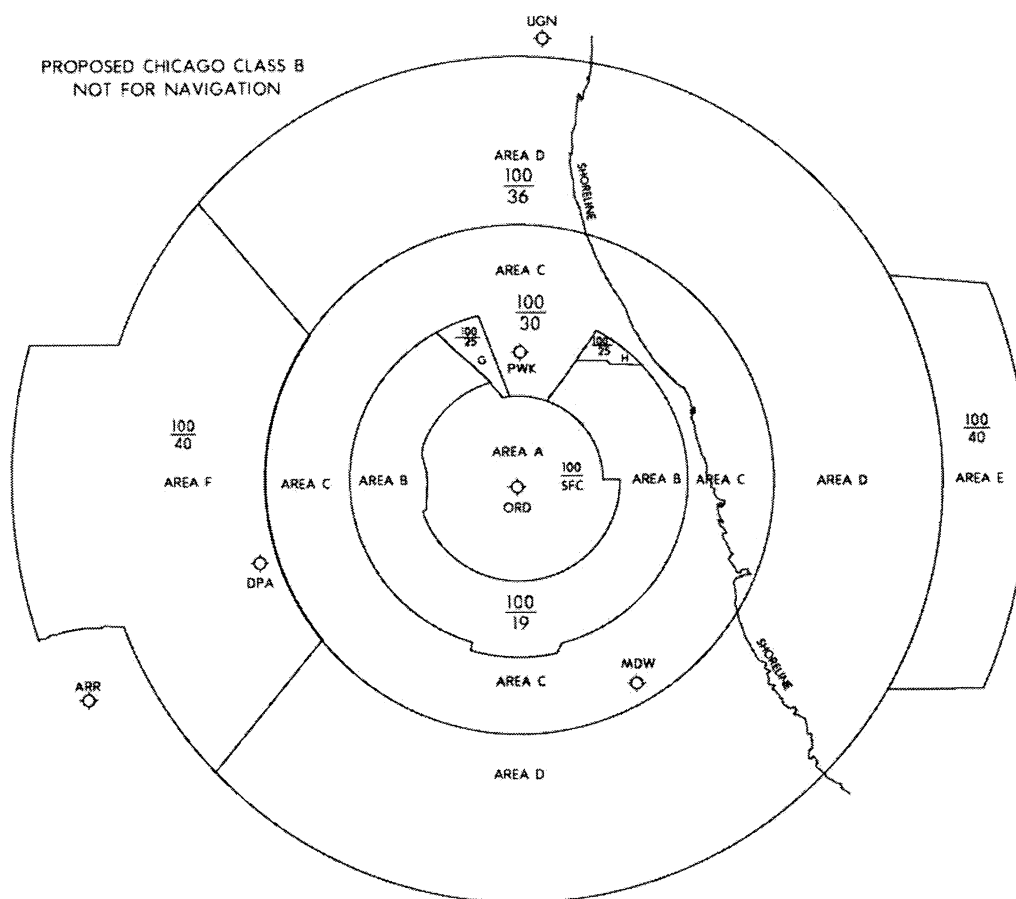 UGN
PROPOSED CHICAGO CLASS B
NOT FOR NAVIGATION
AREA D
100
36
SHORELINE
AREA C
100
30
100
25
G
PWK
100
25
H
100
40
AREA F
AREA C
AREA B
AREA A
100
SFC
ORD
AREA B
AREA C
AREA D
100
40
AREA E
DPA
100
19
MDW
AREA C
SHORELINE
ARR
AREA D